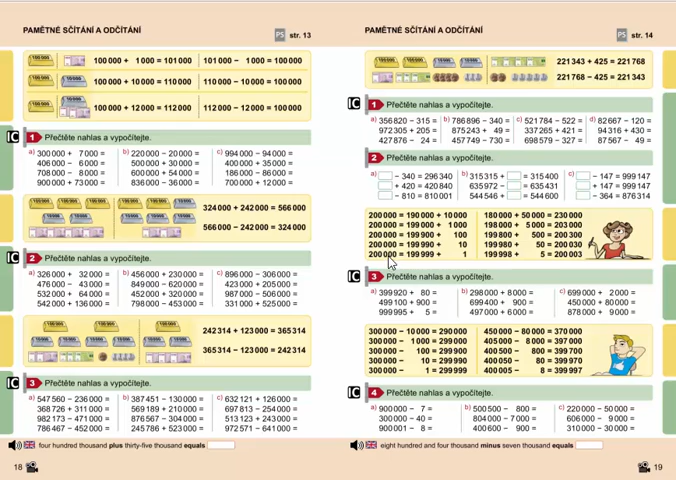 PAMĚTNÉ SČÍTÁNÍ A ODČÍTÁNÍ
PS str. 13
100 000 + 1 000 = 101 000 101 000 − 1 000 = 100 000
100 000 + 10 000 = 110 000 110 000 − 10 000 = 100 000
100 000 + 12 000 = 112 000 112 000 − 12 000 = 100 000
1 Přečtěte nahlas a vypočítejte.
a) 300 000 + 7 000 = b) 220 000 − 20 000 = c) 994 000 − 94 000 =
406 000 − 6 000 = 500 000 + 30 000 = 400 000 + 35 000 =
708 000 − 8 000 = 600 000 + 54 000 = 186 000 − 86 000 =
900 000 + 73 000 = 836 000 − 36 000 = 700 000 + 12 000 =
324 000 + 242 000 = 566 000
566 000 − 242 000 = 324 000
2 Přečtěte nahlas a vypočítejte.
a) 326 000 + 32 000 = b) 456 000 + 230 000 = c) 896 000 − 306 000 =
476 000 − 43 000 = 849 000 − 620 000 = 423 000 + 205 000 =
532 000 + 64 000 = 452 000 + 320 000 = 987 000 − 506 000 =
542 000 + 136 000 = 798 000 − 453 000 = 331 000 + 525 000 =
242 314 + 123 000 = 365 314
365 314 − 123 000 = 242 314
3 Přečtěte nahlas a vypočítejte.
a) 547 560 − 236 000 = b) 387 451 − 130 000 = c) 632 121 + 126 000 =
368 726 + 311 000 = 569 189 + 210 000 = 697 813 − 254 000 =
982 173 − 471 000 = 876 567 − 304 000 = 513 123 + 243 000 =
786 467 − 452 000 = 245 786 + 523 000 = 972 571 − 641 000 =
four hundred thousand plus thirty-five thousand equals
18
PAMĚTNÉ SČÍTÁNÍ A ODČÍTÁNÍ
PS str. 14
221 343 + 425 = 221 768
221 768 − 425 = 221 343
1 Přečtěte nahlas a vypočítejte.
a) 356 820 − 315 = b) 786 896 − 340 = c) 521 784 − 522 = d) 82 667 − 120 =
972 305 + 205 = 875 243 + 49 = 337 265 + 421 = 94 316 + 430 =
427 876 − 24 = 457 749 − 730 = 698 579 − 327 = 87 567 − 49 =
2 Přečtěte nahlas a vypočítejte.
a) − 340 = 296 340 b) 315 315 + = 315 400 c) − 147 = 999 147
+ 420 = 420 840 635 972 − = 635 431 + 147 = 999 147
− 810 = 810 001 544 546 + = 544 600 − 364 = 876 314
200 000 = 190 000 + 10 000 180 000 + 50 000 = 230 000
200 000 = 199 000 + 1 000 198 000 + 5 000 = 203 000
200 000 = 199 900 + 100 199 800 + 500 = 200 300
200 000 = 199 990 + 10 199 980 + 50 = 200 030
200 000 = 199 999 + 1 199 998 + 5 = 200 003
3 Přečtěte nahlas a vypočítejte.
a) 399 920 + 80 = b) 298 000 + 8 000 = c) 699 000 + 2 000 =
499 100 + 900 = 699 400 + 900 = 450 000 + 80 000 =
999 995 + 5 = 497 000 + 6 000 = 878 000 + 9 000 =
300 000 − 10 000 = 290 000 450 000 − 80 000 = 370 000
300 000 − 1 000 = 299 000 405 000 − 8 000 = 397 000
300 000 − 100 = 299 900 400 500 − 800 = 399 700
300 000 − 10 = 299 990 400 050 − 80 = 399 970
300 000 − 1 = 299 999 400 005 − 8 = 399 997
4 Přečtěte nahlas a vypočítejte.
a) 900 000 − 7 = b) 500 500 − 800 = c) 220 000 − 50 000 =
300 000 − 40 = 804 000 − 7 000 = 606 000 − 9 000 =
900 001 − 8 = 400 600 − 900 = 310 000 − 30 000 =
eight hundred and four thousand minus seven thousand equals
19